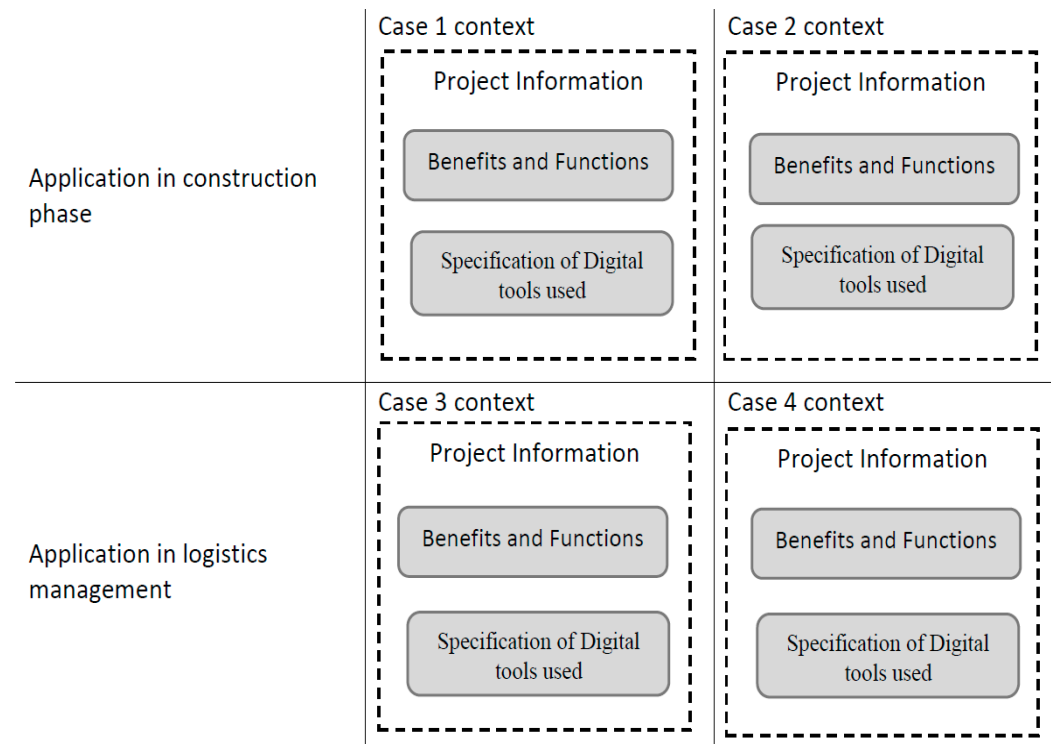 Case 1 context
Case 2 context
Application in construction
phase
Project Information
Benefits and Functions
Specification of Digital
tools used
Project Information
Benefits and Functions
Specification of Digital
tools used
Case 3 context
Case 4 context
Application in logistics
management
Project Information
Benefits and Functions
Specification of Digital
tools used
Project Information
Benefits and Functions
Specification of Digital
tools used